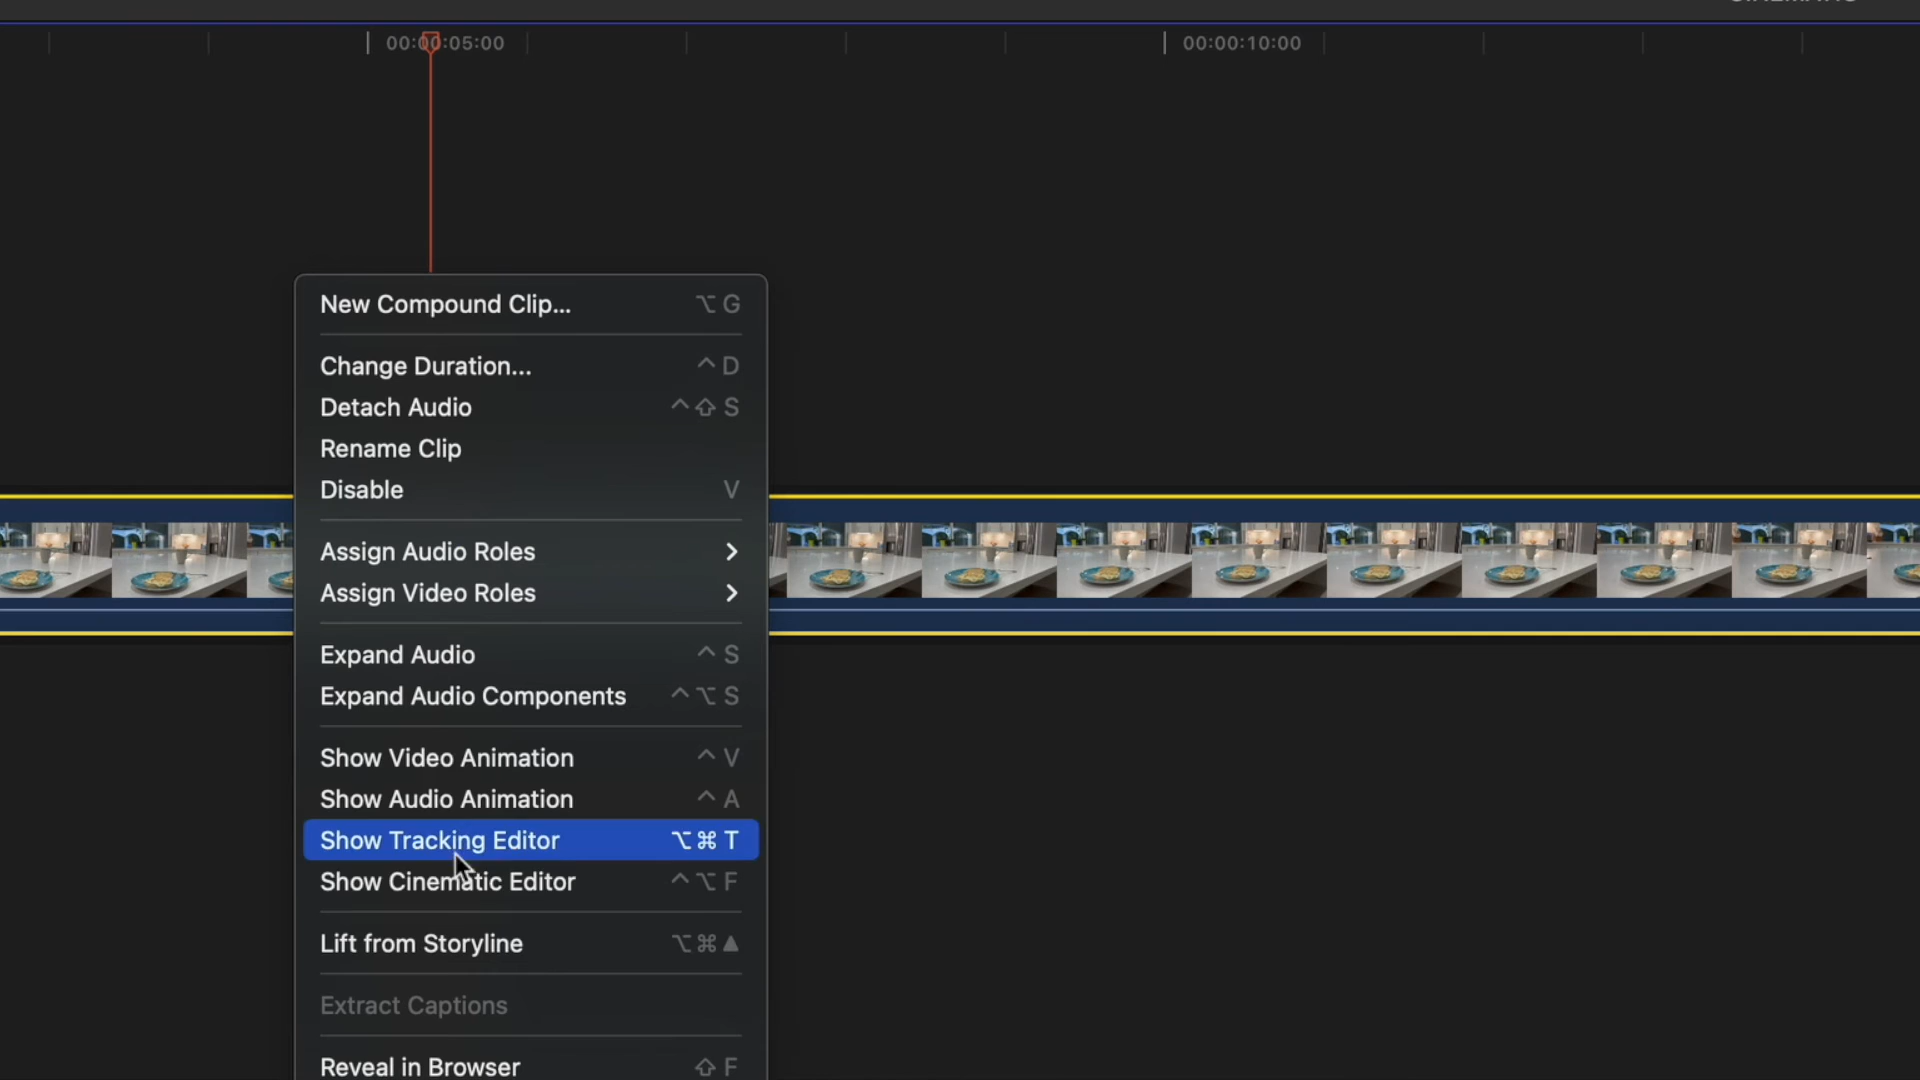 00:00:05:00
00:00:10:00
New Compound Clip... ⌥ G
Change Duration... ^ D
Detach Audio ^ ⇧ S
Rename Clip
Disable V
Assign Audio Roles >
Assign Video Roles >
Expand Audio ^ S
Expand Audio Components ^ ⌥ S
Show Video Animation ^ V
Show Audio Animation ^ A
Show Tracking Editor ⌥ ⌘ T
Show Cinematic Editor ^ ⌥ F
Lift from Storyline ⌥ ⌘ ▲
Extract Captions
Reveal in Browser ⇧ F